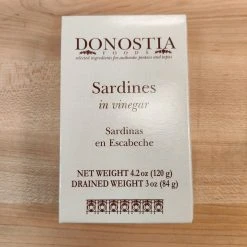 DONOSTIA
FOODS
selected ingredients for authentic pintxos and tapas
Sardines
in vinegar
Sardinas
en Escabeche
NET WEIGHT 4.2 oz (120 g)
DRAINED WEIGHT 3 oz (84 g)